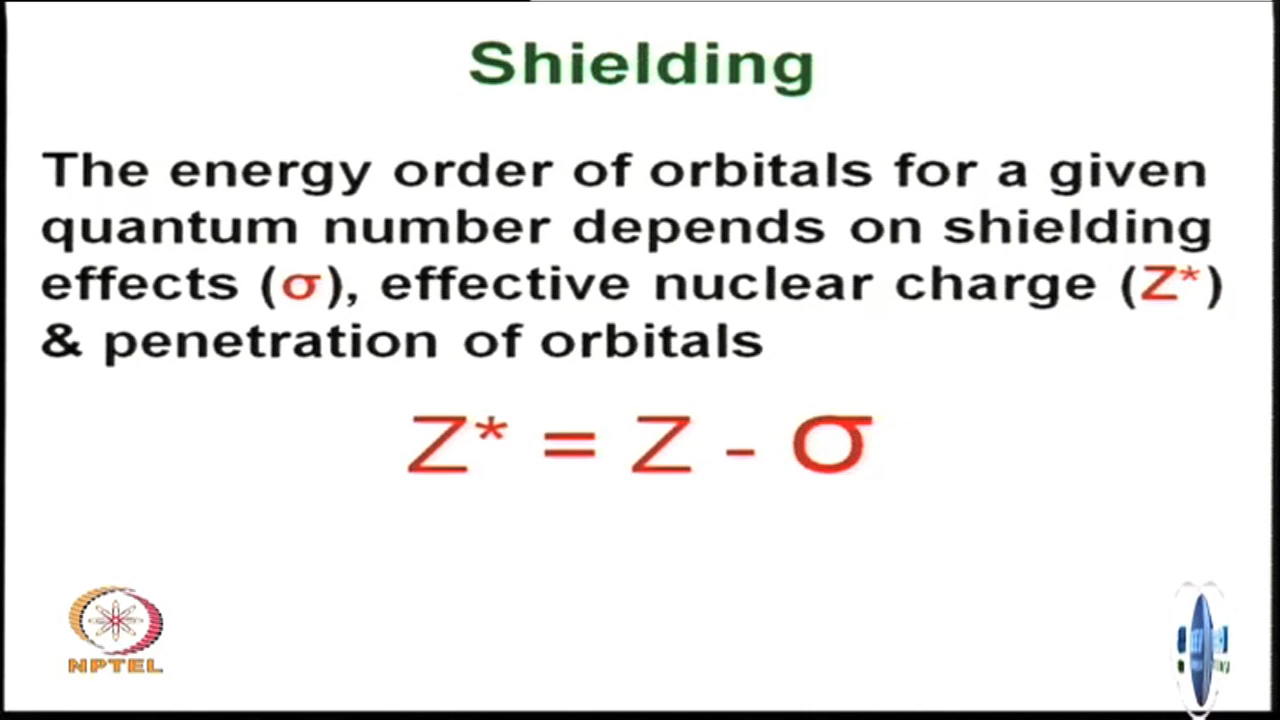 Shielding
The energy order of orbitals for a given
quantum number depends on shielding
effects (σ), effective nuclear charge (Z*)
& penetration of orbitals
Z* = Z - σ
NPTEL